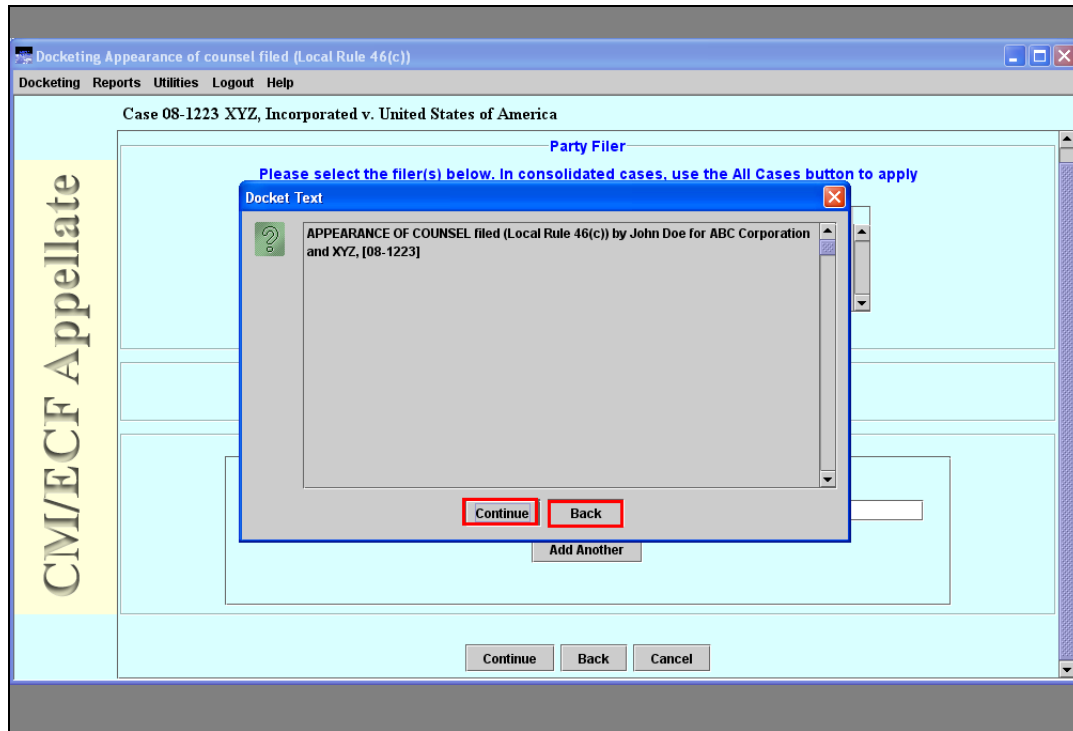 Docketing Appearance of counsel filed (Local Rule 46(c))
Docketing Reports Utilities Logout Help
Case 08-1223 XYZ, Incorporated v. United States of America
CM/ECF Appellate
Party Filer
Please select the filer(s) below. In consolidated cases, use the All Cases button to apply
Docket Text
APPEARANCE OF COUNSEL filed (Local Rule 46(c)) by John Doe for ABC Corporation
and XYZ, [08-1223]
Continue Back
Add Another
Continue Back Cancel